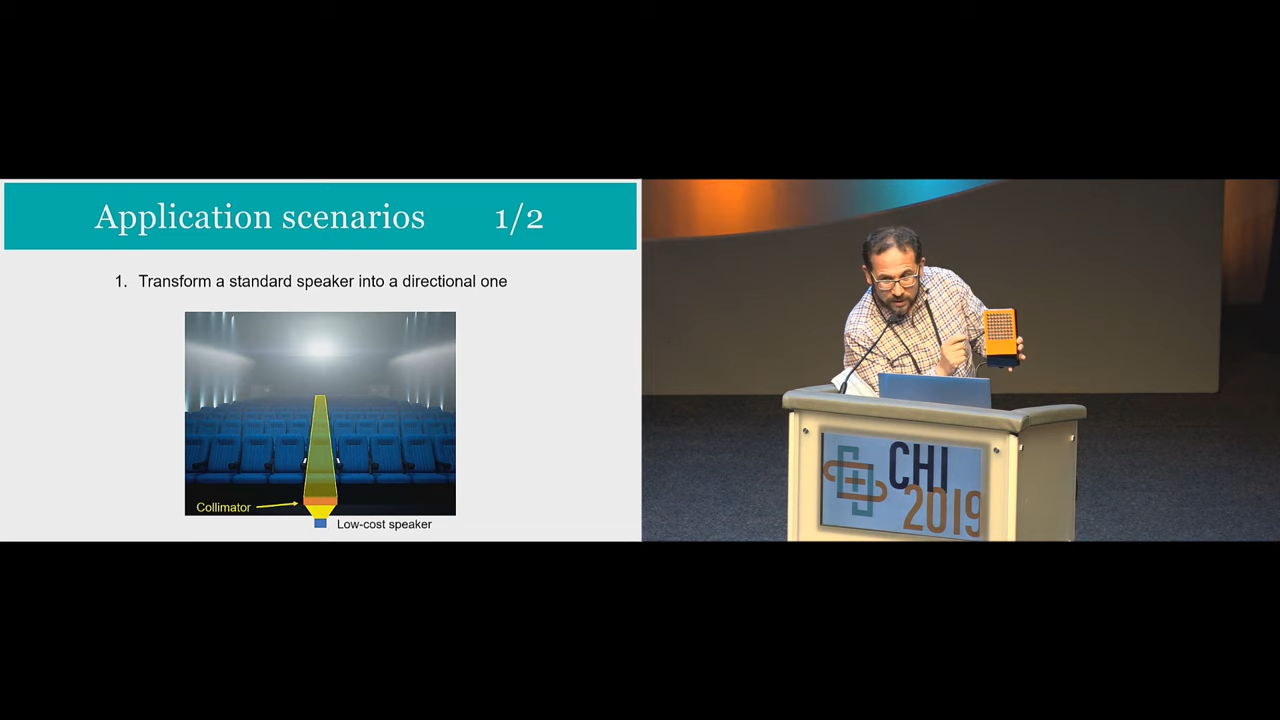 Application scenarios 1/2
1. Transform a standard speaker into a directional one
Collimator
Low-cost speaker
CHI
2019